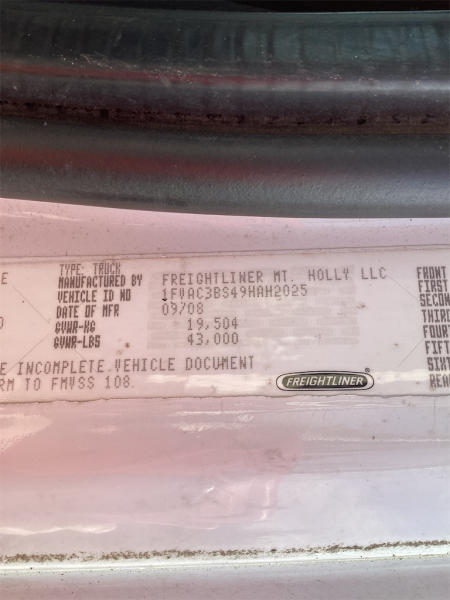 TYPE: TRUCK
MANUFACTURED BY FREIGHTLINER MT. HOLLY LLC
VEHICLE ID NO 1FVAC3BS49HAH2025
DATE OF MFR 09/08
GVWR-KG 19,504
GVWR-LBS 43,000
E INCOMPLETE VEHICLE DOCUMENT
RM TO FMVSS 108.
FREIGHTLINER
FRONT
FIRST
SECON
THIRD
FOURT
FIFT
SIXT
REAR